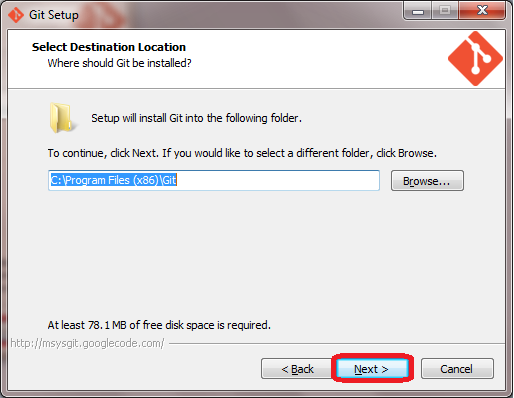 Git Setup
Select Destination Location
Where should Git be installed?
Setup will install Git into the following folder.
To continue, click Next. If you would like to select a different folder, click Browse.
C:\Program Files (x86)\Git
Browse...
At least 78.1 MB of free disk space is required.
http://msysgit.googlecode.com/
< Back
Next >
Cancel